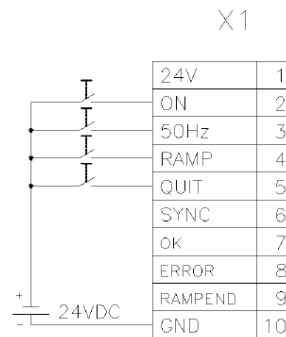 X1
24V 1
ON 2
50Hz 3
RAMP 4
QUIT 5
SYNC 6
OK 7
ERROR 8
RAMPEND 9
+
- 24VDC
GND 10